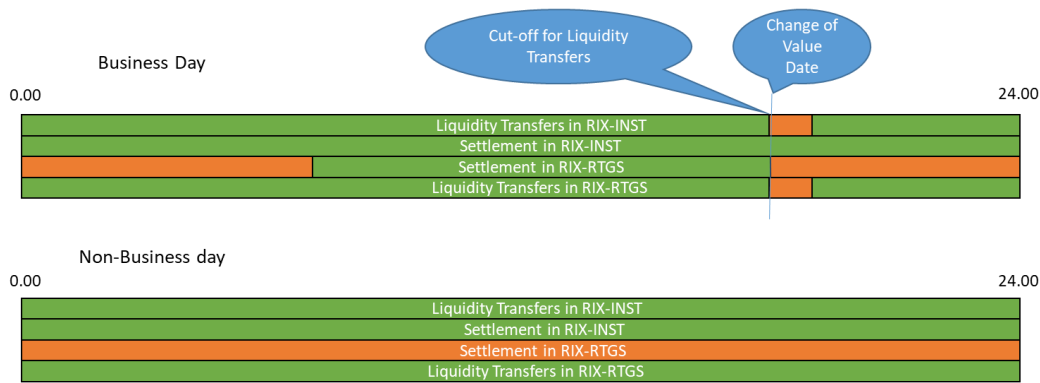 Cut-off for Liquidity
Transfers
Change of
Value
Date
Business Day
0.00
24.00
Liquidity Transfers in RIX-INST
Settlement in RIX-INST
Settlement in RIX-RTGS
Liquidity Transfers in RIX-RTGS
Non-Business day
0.00
24.00
Liquidity Transfers in RIX-INST
Settlement in RIX-INST
Settlement in RIX-RTGS
Liquidity Transfers in RIX-RTGS